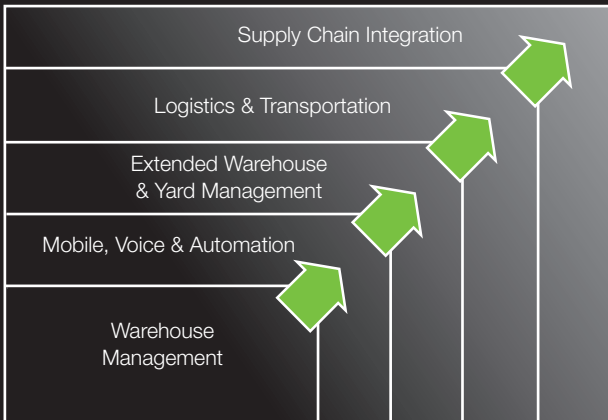 Supply Chain Integration
Logistics & Transportation
Extended Warehouse
& Yard Management
Mobile, Voice & Automation
Warehouse
Management